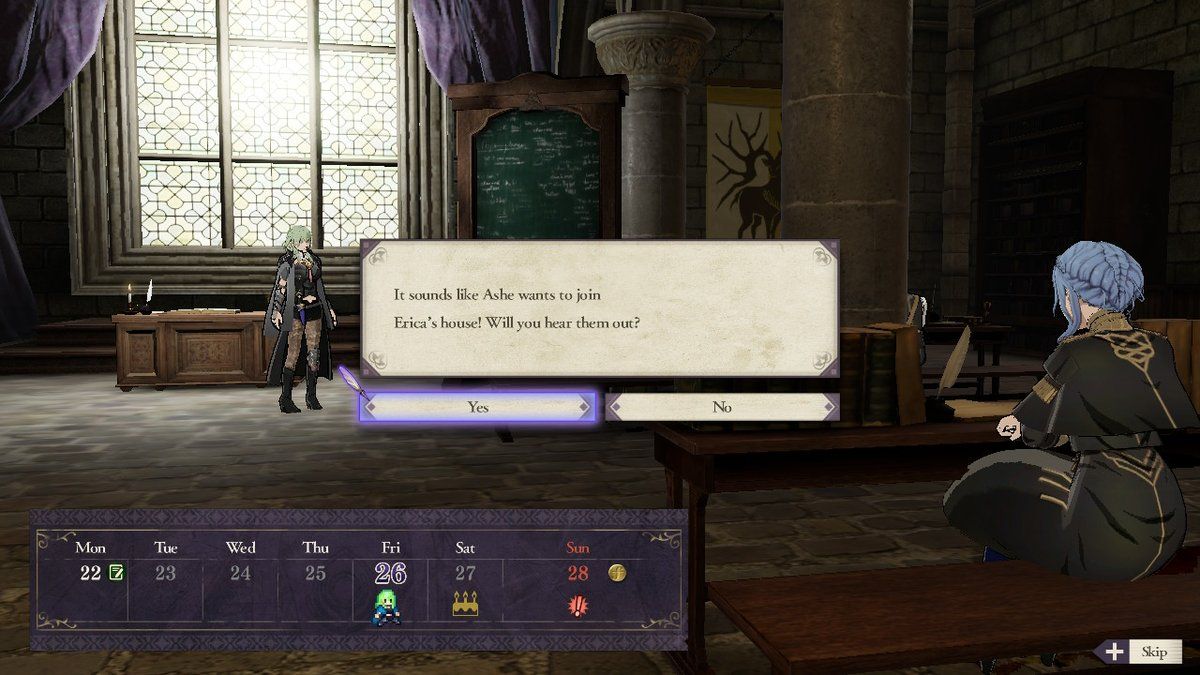 It sounds like Ashe wants to join
Erica's house! Will you hear them out?
Yes
No
Mon
Tue
Wed
Thu
Fri
Sat
Sun
22
23
24
25
26
27
28
Skip